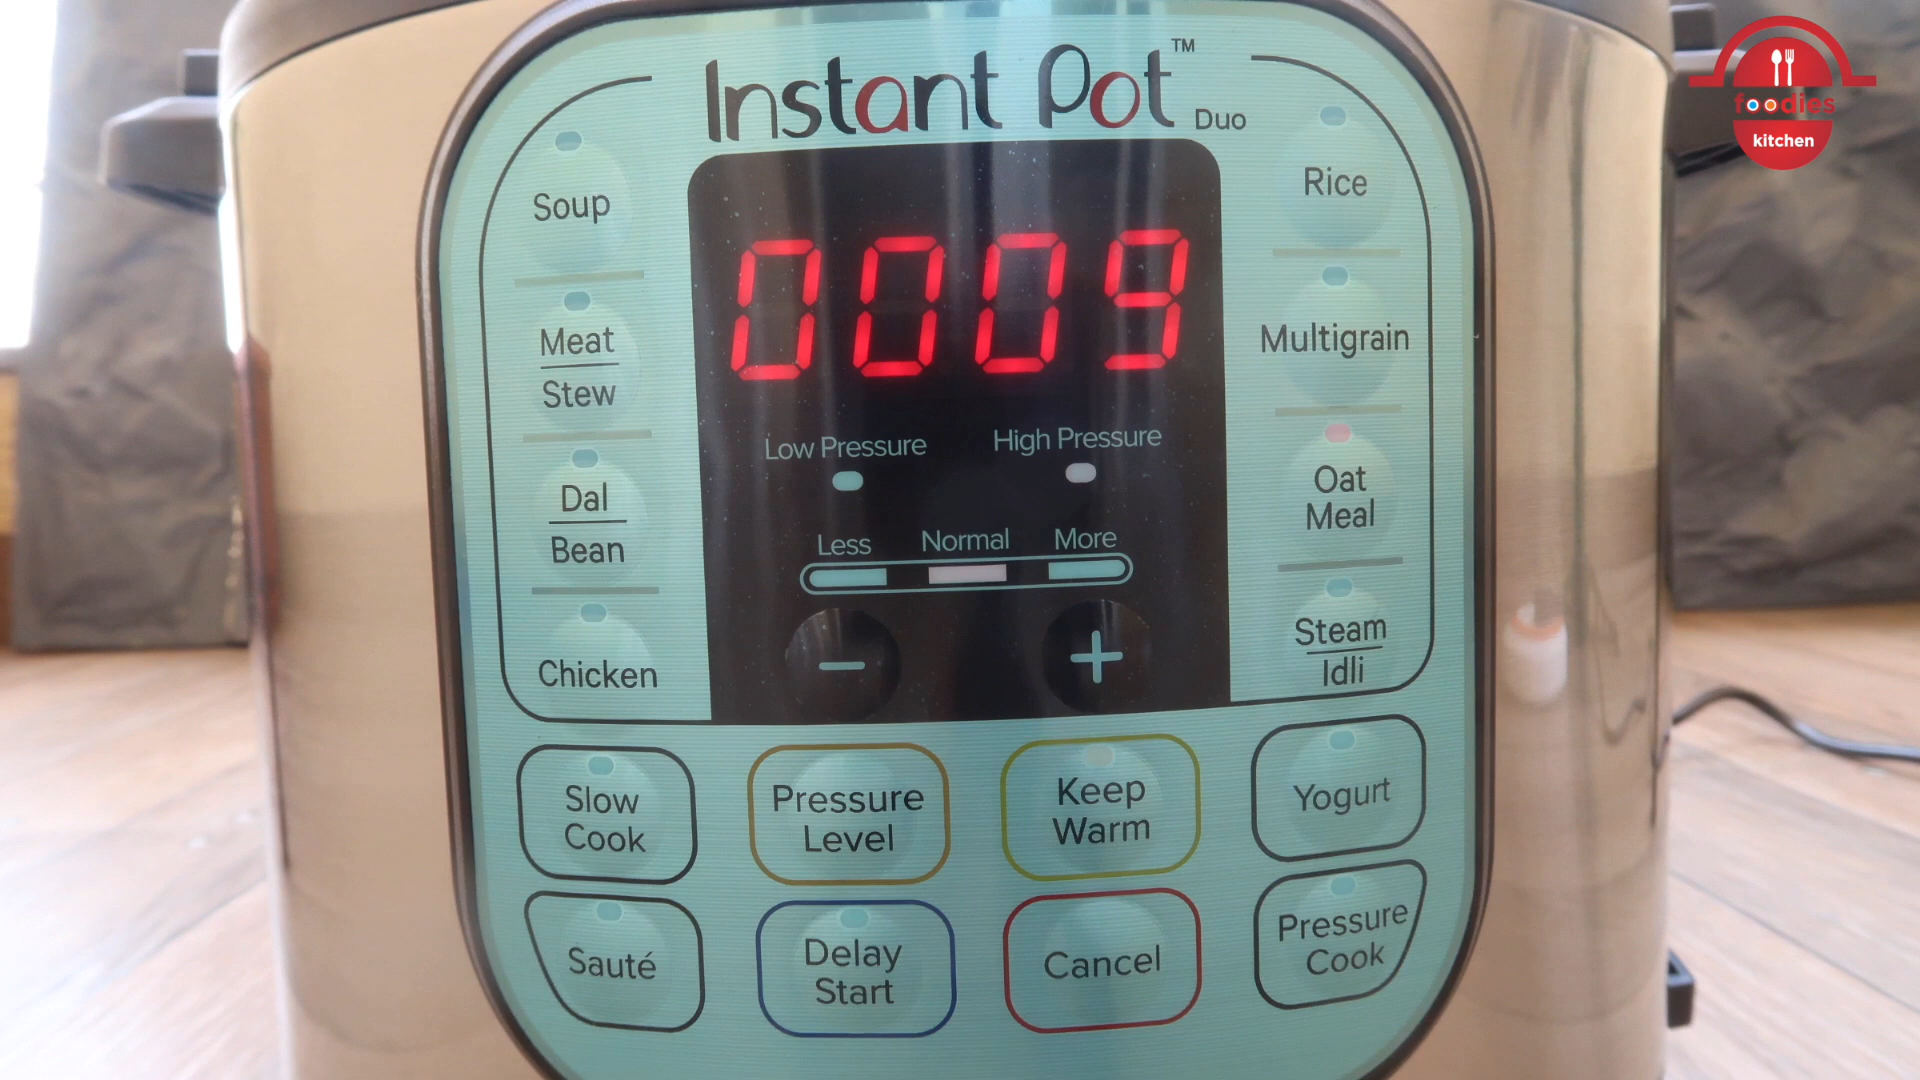 Instant Pot™ Duo
foodies
kitchen
Soup
Meat
Stew
Dal
Bean
Chicken
0009
Low Pressure
High Pressure
Less
Normal
More
−
+
Rice
Multigrain
Oat
Meal
Steam
Idli
Slow
Cook
Pressure
Level
Keep
Warm
Yogurt
Sauté
Delay
Start
Cancel
Pressure
Cook